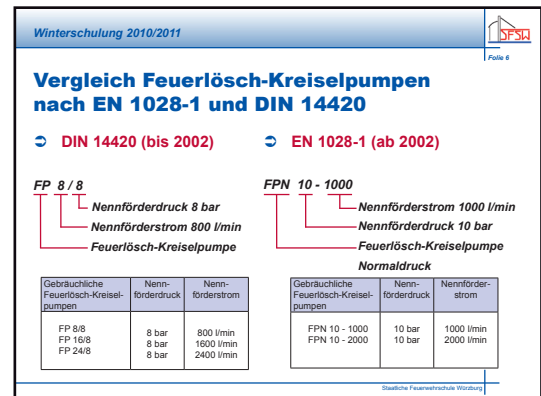 Winterschulung 2010/2011
SFSW
Folie 6
Vergleich Feuerlösch-Kreiselpumpen
nach EN 1028-1 und DIN 14420
➲ DIN 14420 (bis 2002)
FP 8 / 8
Nennförderdruck 8 bar
Nennförderstrom 800 l/min
Feuerlösch-Kreiselpumpe
Gebräuchliche Feuerlösch-Kreisel-pumpen | Nenn-förderdruck | Nenn-förderstrom
FP 8/8 8 bar 800 l/min
FP 16/8 8 bar 1600 l/min
FP 24/8 8 bar 2400 l/min
➲ EN 1028-1 (ab 2002)
FPN 10 - 1000
Nennförderstrom 1000 l/min
Nennförderdruck 10 bar
Feuerlösch-Kreiselpumpe
Normaldruck
Gebräuchliche Feuerlösch-Kreisel-pumpen | Nenn-förderdruck | Nennförder-strom
FPN 10 - 1000 10 bar 1000 l/min
FPN 10 - 2000 10 bar 2000 l/min
Staatliche Feuerwehrschule Würzburg